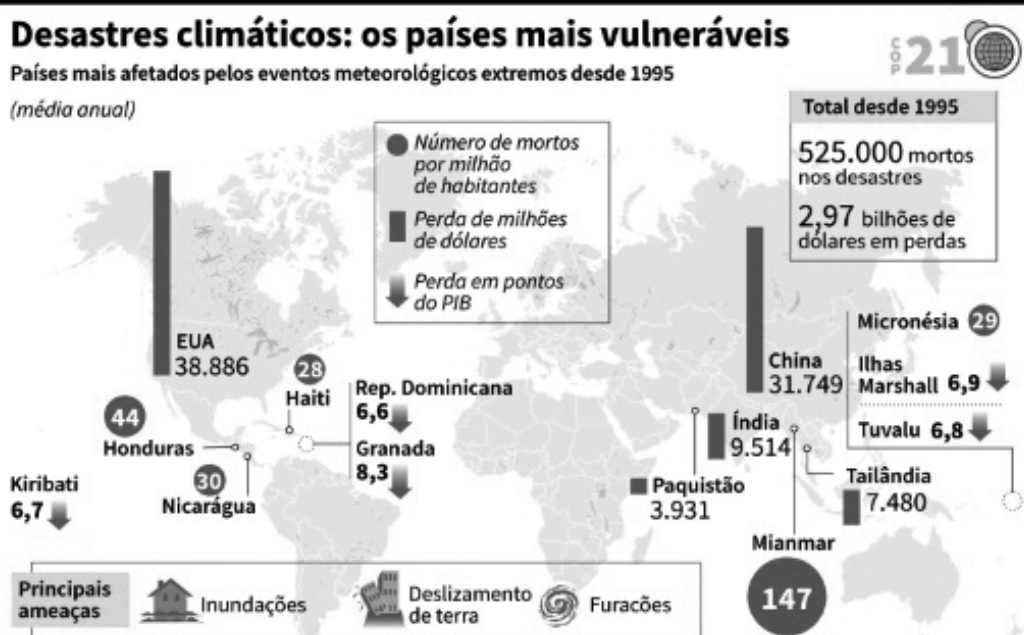 Desastres climáticos: os países mais vulneráveis
COP 21
Países mais afetados pelos eventos meteorológicos extremos desde 1995
(média anual)
Total desde 1995
525.000 mortos
nos desastres
2,97 bilhões de
dólares em perdas
Número de mortos
por milhão
de habitantes
Perda de milhões
de dólares
Perda em pontos
do PIB
EUA
38.886
28
Haiti
44
Honduras
30
Nicarágua
Rep. Dominicana
6,6
Granada
8,3
Kiribati
6,7
China
31.749
Índia
9.514
Paquistão
3.931
Micronésia 29
Ilhas
Marshall 6,9
Tuvalu 6,8
Tailândia
7.480
Mianmar
147
Principais
ameaças
Inundações
Deslizamento
de terra
Furacões